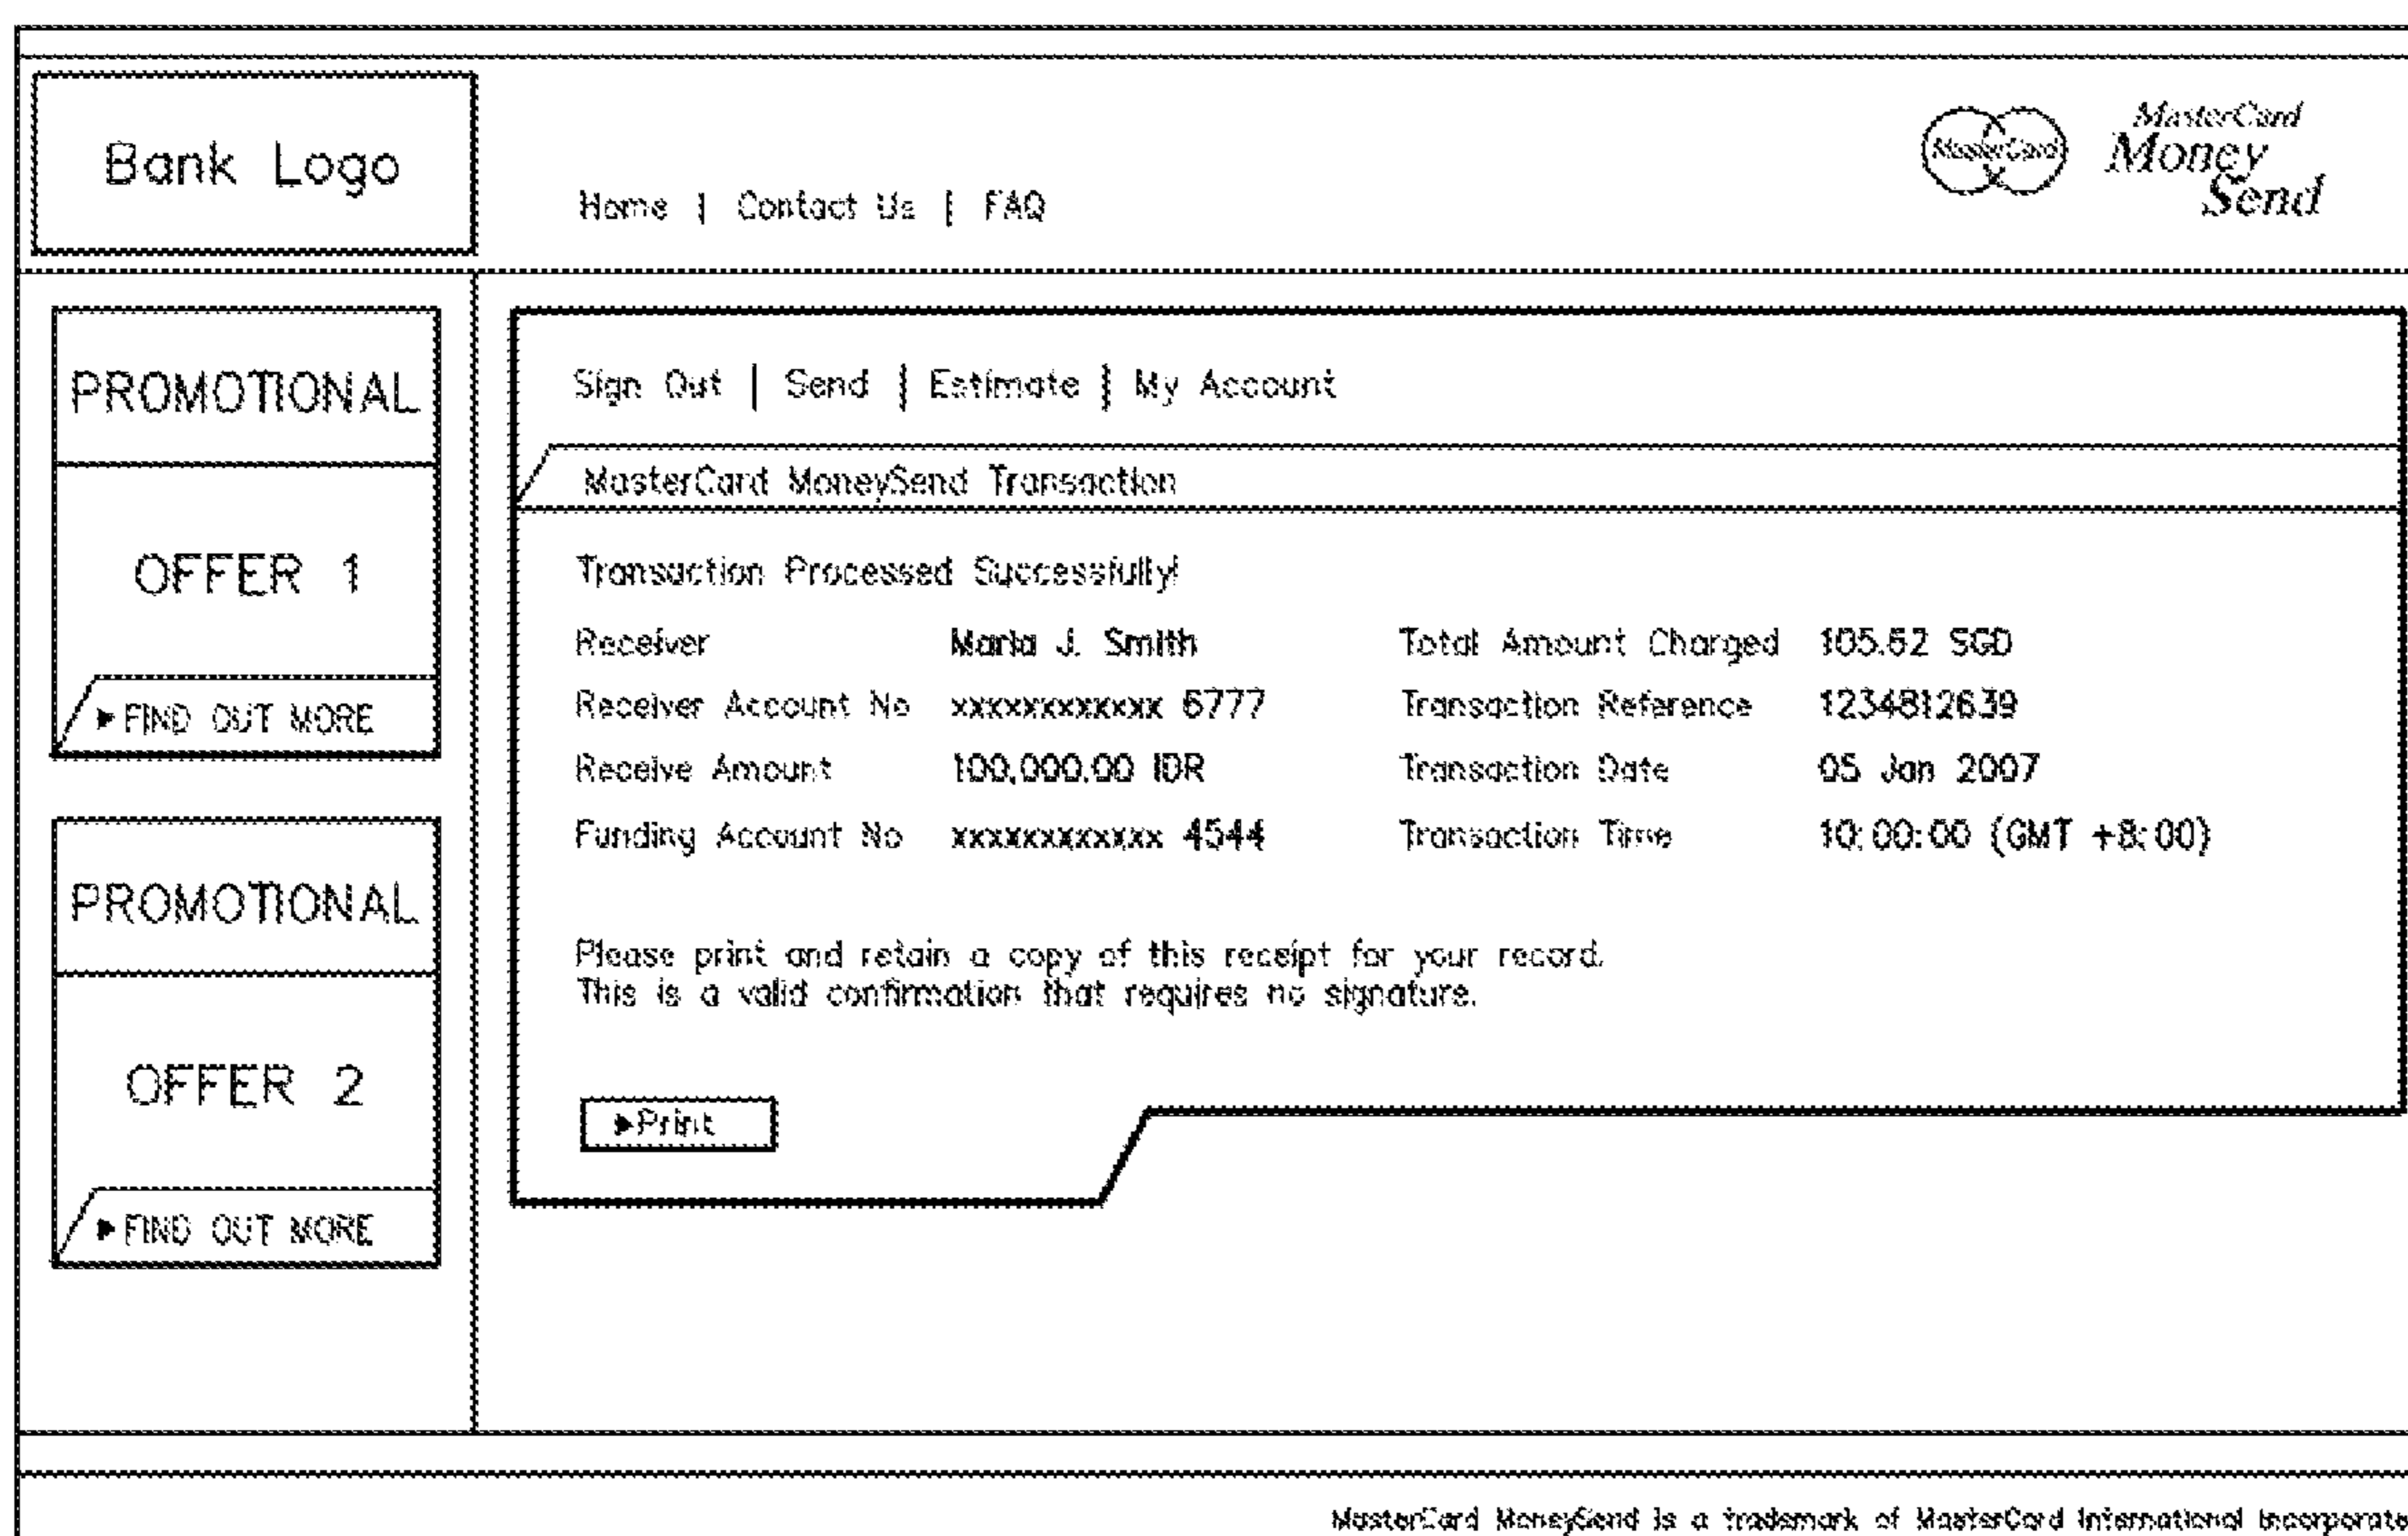 Bank Logo
Home | Contact Us | FAQ
MasterCard
MasterCard
Money
Send
PROMOTIONAL
OFFER 1
►FIND OUT MORE
PROMOTIONAL
OFFER 2
►FIND OUT MORE
Sign Out | Send | Estimate | My Account
MasterCard MoneySend Transaction
Transaction Processed Successfully!
Receiver Maria J. Smith Total Amount Charged 105.62 SGD
Receiver Account No xxxxxxxxxxxx 6777 Transaction Reference 1234812639
Receive Amount 100,000.00 IDR Transaction Date 05 Jan 2007
Funding Account No xxxxxxxxxxxx 4544 Transaction Time 10:00:00 (GMT +8:00)
Please print and retain a copy of this receipt for your record.
This is a valid confirmation that requires no signature.
►Print
MasterCard MoneySend is a trademark of MasterCard International